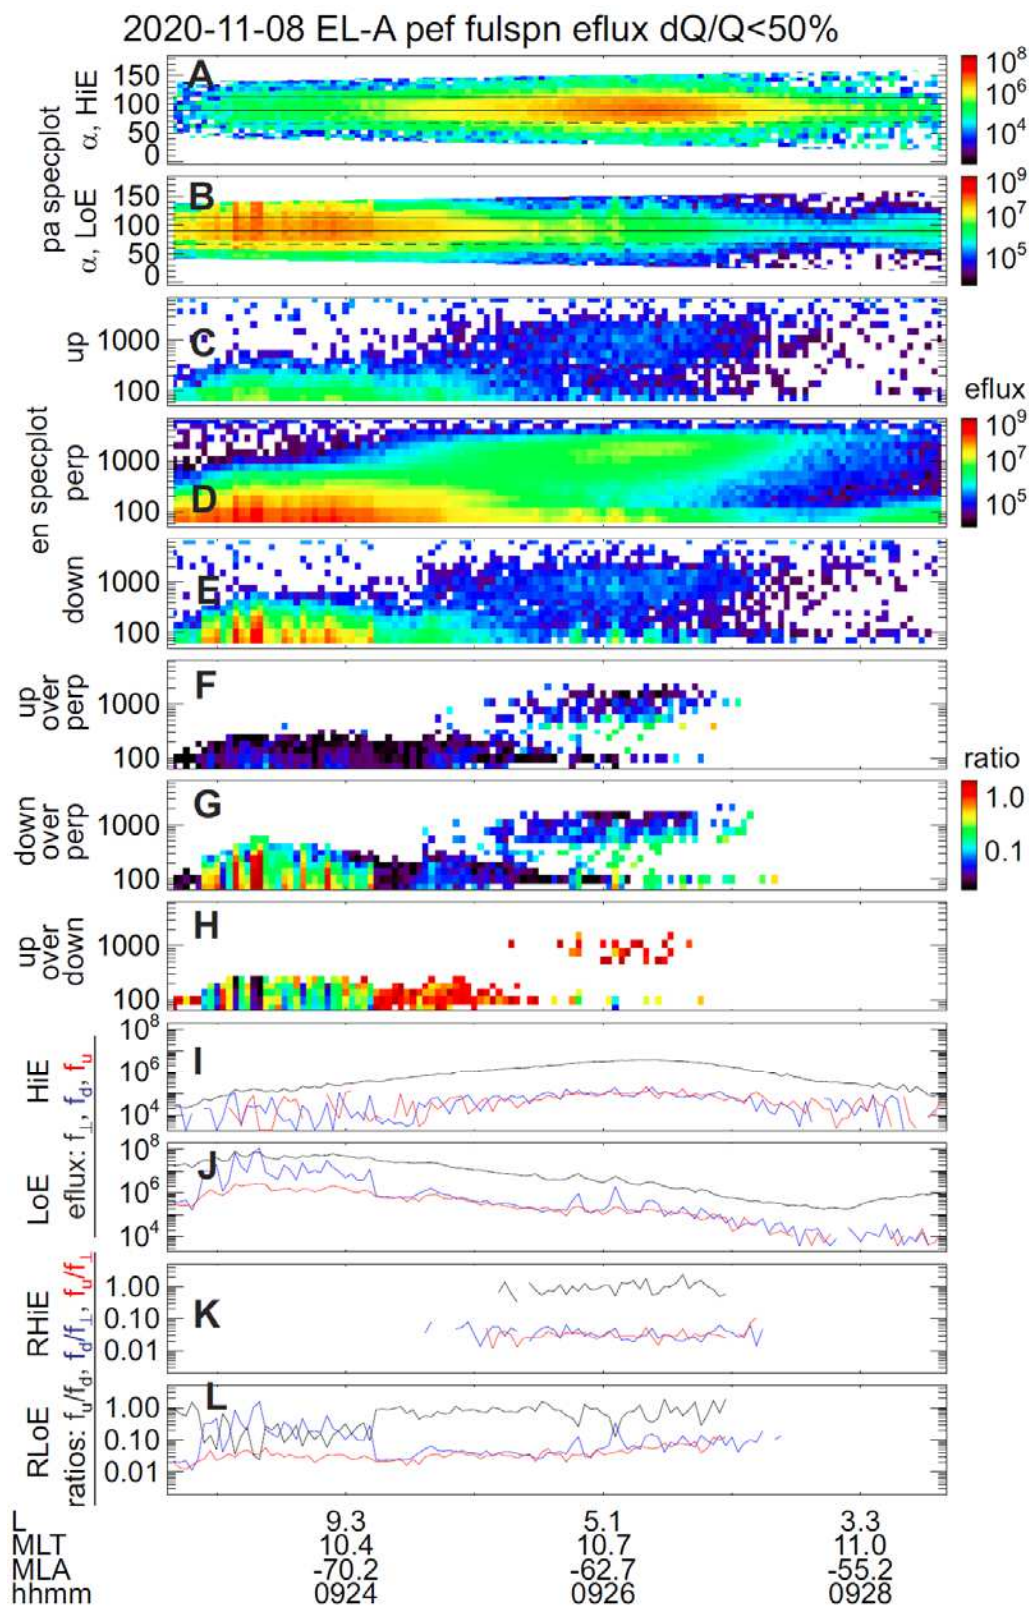 2020-11-08 EL-A pef fulspn eflux dQ/Q<50%
pa specplot
α, HiE
150
100
50
0
A
10^8
10^6
10^4
α, LoE
150
100
50
0
B
10^9
10^7
10^5
en specplot
up
1000
100
C
eflux
perp
1000
100
D
10^9
10^7
10^5
down
1000
100
E
up over perp
1000
100
F
ratio
down over perp
1000
100
G
1.0
0.1
up over down
1000
100
H
HiE
eflux: f⊥, f_d, f_u
10^8
10^6
10^4
I
LoE
10^8
10^6
10^4
J
RHiE
ratios: f_u/f_d, f_d/f⊥, f_u/f⊥
1.00
0.10
0.01
K
RLoE
1.00
0.10
0.01
L
L 9.3 5.1 3.3
MLT 10.4 10.7 11.0
MLA -70.2 -62.7 -55.2
hhmm 0924 0926 0928